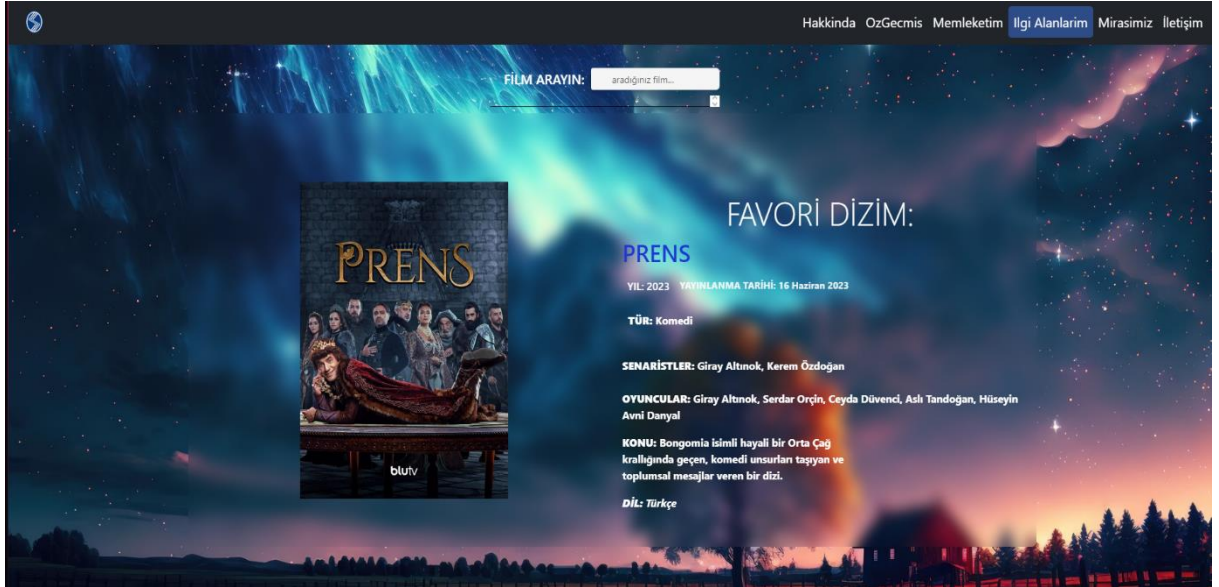 Hakkinda OzGecmis Memleketim Ilgi Alanlarim Mirasimiz İletişim
FİLM ARAYIN: aradığınız film...
PRENS
blutv
FAVORİ DİZİM:
PRENS
YIL: 2023 YAYINLANMA TARİHİ: 16 Haziran 2023
TÜR: Komedi
SENARİSTLER: Giray Altınok, Kerem Özdoğan
OYUNCULAR: Giray Altınok, Serdar Orçin, Ceyda Düvenci, Aslı Tandoğan, Hüseyin
Avni Danyal
KONU: Bongomia isimli hayali bir Orta Çağ
krallığında geçen, komedi unsurları taşıyan ve
toplumsal mesajlar veren bir dizi.
DİL: Türkçe